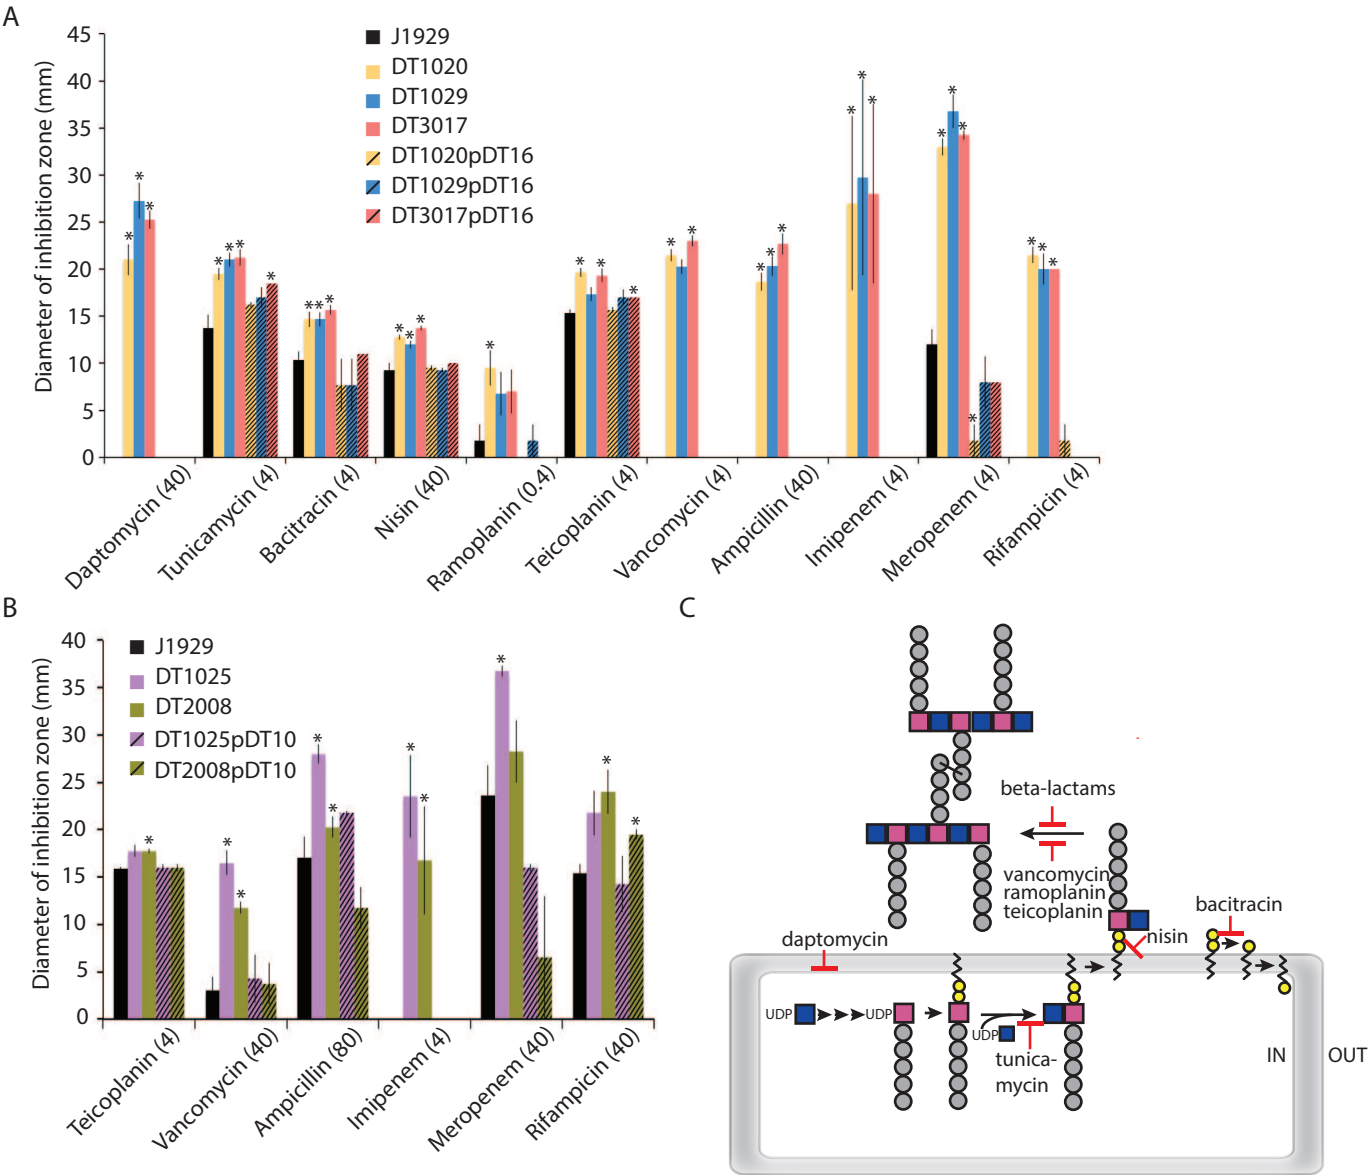 A
Diameter of inhibition zone (mm)
45
40
35
30
25
20
15
10
5
0
J1929
DT1020
DT1029
DT3017
DT1020pDT16
DT1029pDT16
DT3017pDT16
* * * * * * * * * * * * * * * * * * * * * * * * * * * * * * * * *
Daptomycin (40)
Tunicamycin (4)
Bacitracin (4)
Nisin (40)
Ramoplanin (0.4)
Teicoplanin (4)
Vancomycin (4)
Ampicillin (40)
Imipenem (4)
Meropenem (4)
Rifampicin (4)
B
Diameter of inhibition zone (mm)
40
35
30
25
20
15
10
5
0
J1929
DT1025
DT2008
DT1025pDT10
DT2008pDT10
* * * * * * * * * *
Teicoplanin (4)
Vancomycin (40)
Ampicillin (80)
Imipenem (4)
Meropenem (40)
Rifampicin (40)
C
beta-lactams
vancomycin
ramoplanin
teicoplanin
bacitracin
nisin
daptomycin
UDP
UDP
UDP
tunica-
mycin
IN
OUT